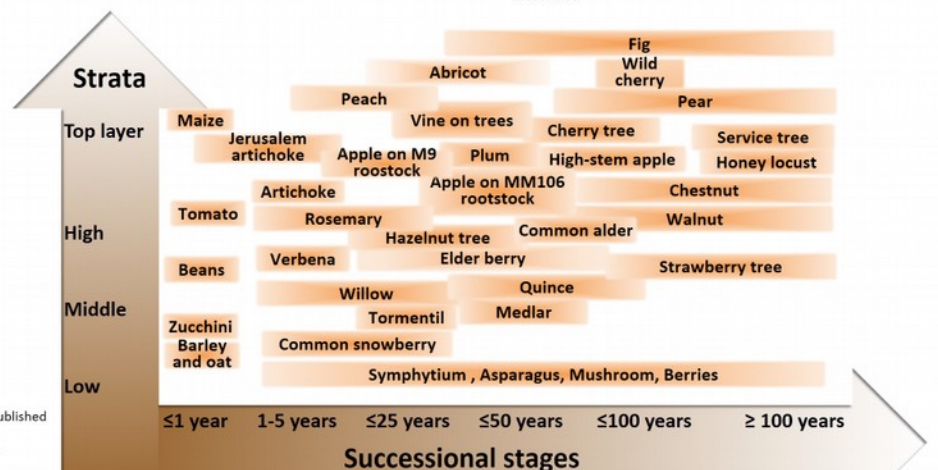 Strata
Fig
Wild
cherry
Abricot
Peach
Pear
Maize
Vine on trees
Top layer
Cherry tree
Service tree
Jerusalem
artichoke
Apple on M9
roostock
Plum
High-stem apple
Honey locust
Artichoke
Apple on MM106
rootstock
Chestnut
Tomato
Rosemary
Walnut
High
Hazelnut tree
Common alder
Beans
Verbena
Elder berry
Strawberry tree
Willow
Quince
Middle
Tormentil
Medlar
Zucchini
Barley
and oat
Common snowberry
Low
Symphytium , Asparagus, Mushroom, Berries
ublished
≤1 year 1-5 years ≤25 years ≤50 years ≤100 years ≥ 100 years
Successional stages